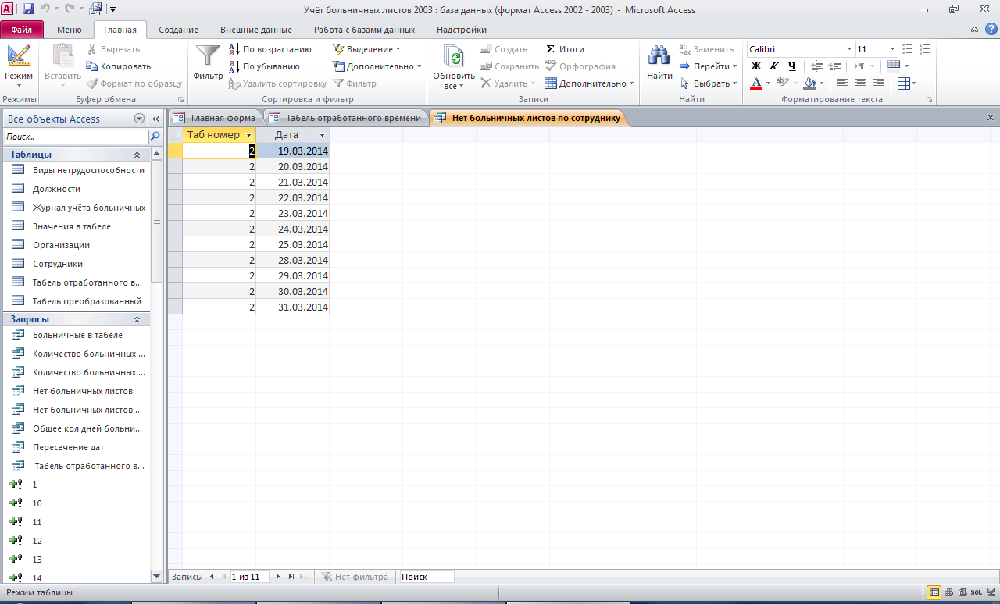 Учёт больничных листов 2003 : база данных (формат Access 2002 - 2003) - Microsoft Access
Файл Меню Главная Создание Внешние данные Работа с базами данных Надстройки
Режим
Режимы
Вставить
Вырезать
Копировать
Формат по образцу
Буфер обмена
Фильтр
По возрастанию
По убыванию
Удалить сортировку
Выделение
Дополнительно
Фильтр
Сортировка и фильтр
Обновить все
Создать
Сохранить
Удалить
Итоги
Орфография
Дополнительно
Записи
Найти
Заменить
Перейти
Выбрать
Найти
Calibri 11
Ж К Ч
Форматирование текста
Все объекты Access
Поиск...
Таблицы
Виды нетрудоспособности
Должности
Журнал учёта больничных
Значения в табеле
Организации
Сотрудники
Табель отработанного в...
Табель преобразованный
Запросы
Больничные в табеле
Количество больничных ...
Количество больничных ...
Нет больничных листов
Нет больничных листов ...
Общее кол дней больни...
Пересечение дат
'Табель отработанного в...
1
10
11
12
13
14
Главная форма Табель отработанного времени Нет больничных листов по сотруднику
Таб номер Дата
2 19.03.2014
2 20.03.2014
2 21.03.2014
2 22.03.2014
2 23.03.2014
2 24.03.2014
2 25.03.2014
2 28.03.2014
2 29.03.2014
2 30.03.2014
2 31.03.2014
Запись: 1 из 11 Нет фильтра Поиск
Режим таблицы SQL